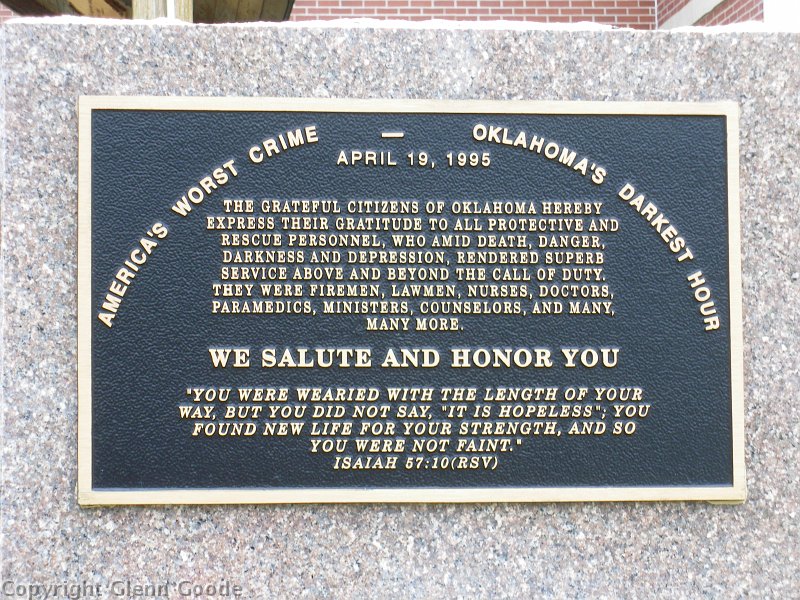 AMERICA'S WORST CRIME — OKLAHOMA'S DARKEST HOUR
APRIL 19, 1995
THE GRATEFUL CITIZENS OF OKLAHOMA HEREBY
EXPRESS THEIR GRATITUDE TO ALL PROTECTIVE AND
RESCUE PERSONNEL, WHO AMID DEATH, DANGER,
DARKNESS AND DEPRESSION, RENDERED SUPERB
SERVICE ABOVE AND BEYOND THE CALL OF DUTY.
THEY WERE FIREMEN, LAWMEN, NURSES, DOCTORS,
PARAMEDICS, MINISTERS, COUNSELORS, AND MANY,
MANY MORE.
WE SALUTE AND HONOR YOU
"YOU WERE WEARIED WITH THE LENGTH OF YOUR
WAY, BUT YOU DID NOT SAY, "IT IS HOPELESS"; YOU
FOUND NEW LIFE FOR YOUR STRENGTH, AND SO
YOU WERE NOT FAINT."
ISAIAH 57:10(RSV)
Copyright Glenn Goode